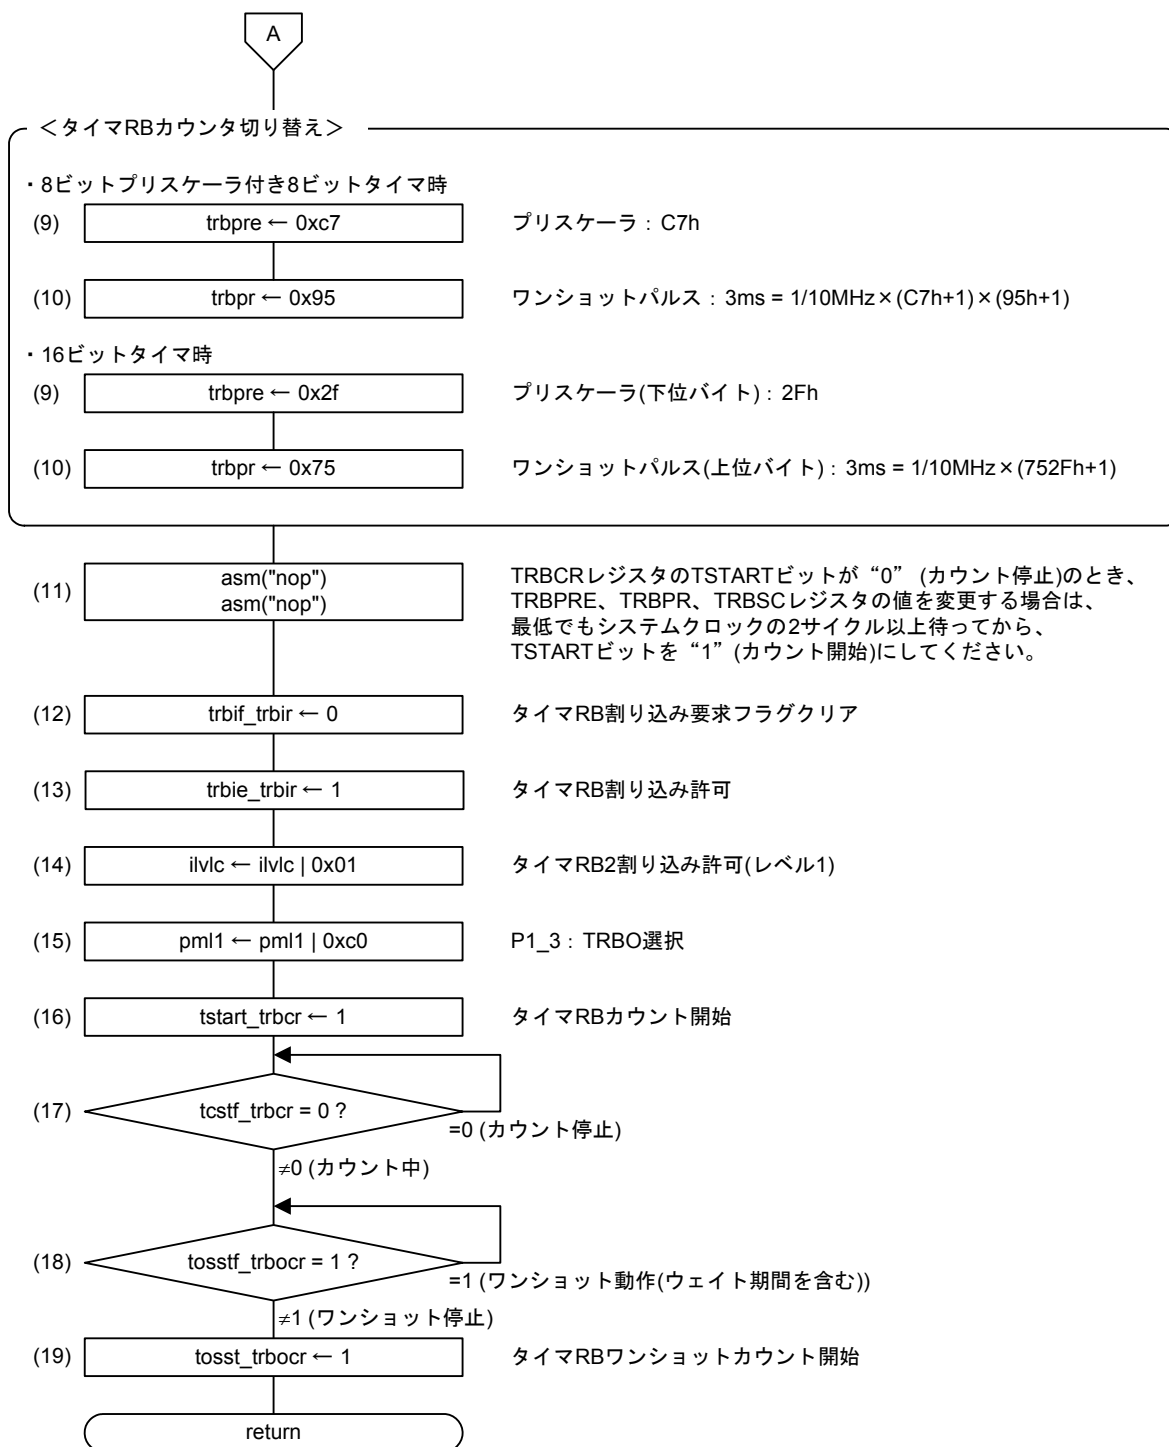 A
＜タイマRBカウンタ切り替え＞
・8ビットプリスケーラ付き8ビットタイマ時
(9) trbpre ← 0xc7 プリスケーラ : C7h
(10) trbpr ← 0x95 ワンショットパルス : 3ms = 1/10MHz×(C7h+1)×(95h+1)
・16ビットタイマ時
(9) trbpre ← 0x2f プリスケーラ(下位バイト) : 2Fh
(10) trbpr ← 0x75 ワンショットパルス(上位バイト) : 3ms = 1/10MHz×(752Fh+1)
(11) asm("nop")
asm("nop")
TRBCRレジスタのTSTARTビットが“0” (カウント停止)のとき、
TRBPRE、TRBPR、TRBSCレジスタの値を変更する場合は、
最低でもシステムクロックの2サイクル以上待ってから、
TSTARTビットを“1”(カウント開始)にしてください。
(12) trbif_trbir ← 0 タイマRB割り込み要求フラグクリア
(13) trbie_trbir ← 1 タイマRB割り込み許可
(14) ilvlc ← ilvlc | 0x01 タイマRB2割り込み許可(レベル1)
(15) pml1 ← pml1 | 0xc0 P1_3 : TRBO選択
(16) tstart_trbcr ← 1 タイマRBカウント開始
(17) tcstf_trbcr = 0 ?
=0 (カウント停止)
≠0 (カウント中)
(18) tosstf_trbocr = 1 ?
=1 (ワンショット動作(ウェイト期間を含む))
≠1 (ワンショット停止)
(19) tosst_trbocr ← 1 タイマRBワンショットカウント開始
return